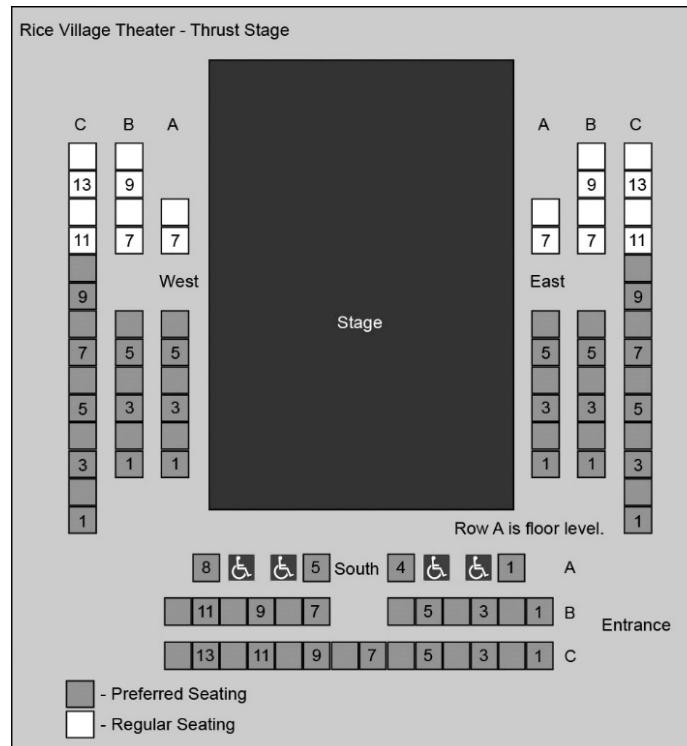 Rice Village Theater - Thrust Stage
C B A
A B C
13 9
9 13
11 7 7
7 7 11
West
East
9
9
Stage
7 5 5
5 5 7
5 3 3
3 3 5
3 1 1
1 1 3
1
1
Row A is floor level.
8 5 South 4 1 A
11 9 7 5 3 1 B
Entrance
13 11 9 7 5 3 1 C
- Preferred Seating
- Regular Seating